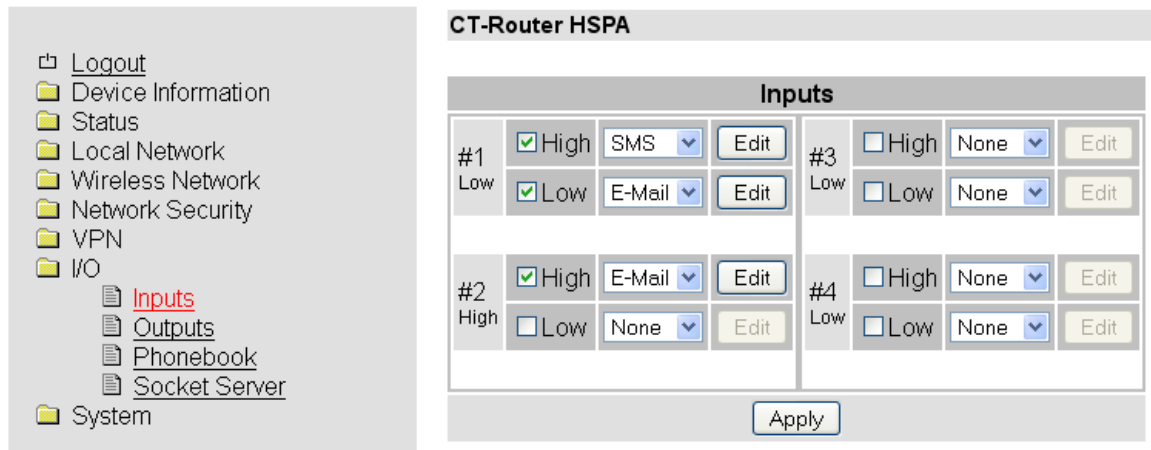 CT-Router HSPA
Logout
Device Information
Status
Local Network
Wireless Network
Network Security
VPN
I/O
Inputs
Outputs
Phonebook
Socket Server
System
Inputs
#1
Low
High SMS Edit
Low E-Mail Edit
#2
High
High E-Mail Edit
Low None Edit
#3
Low
High None Edit
Low None Edit
#4
Low
High None Edit
Low None Edit
Apply